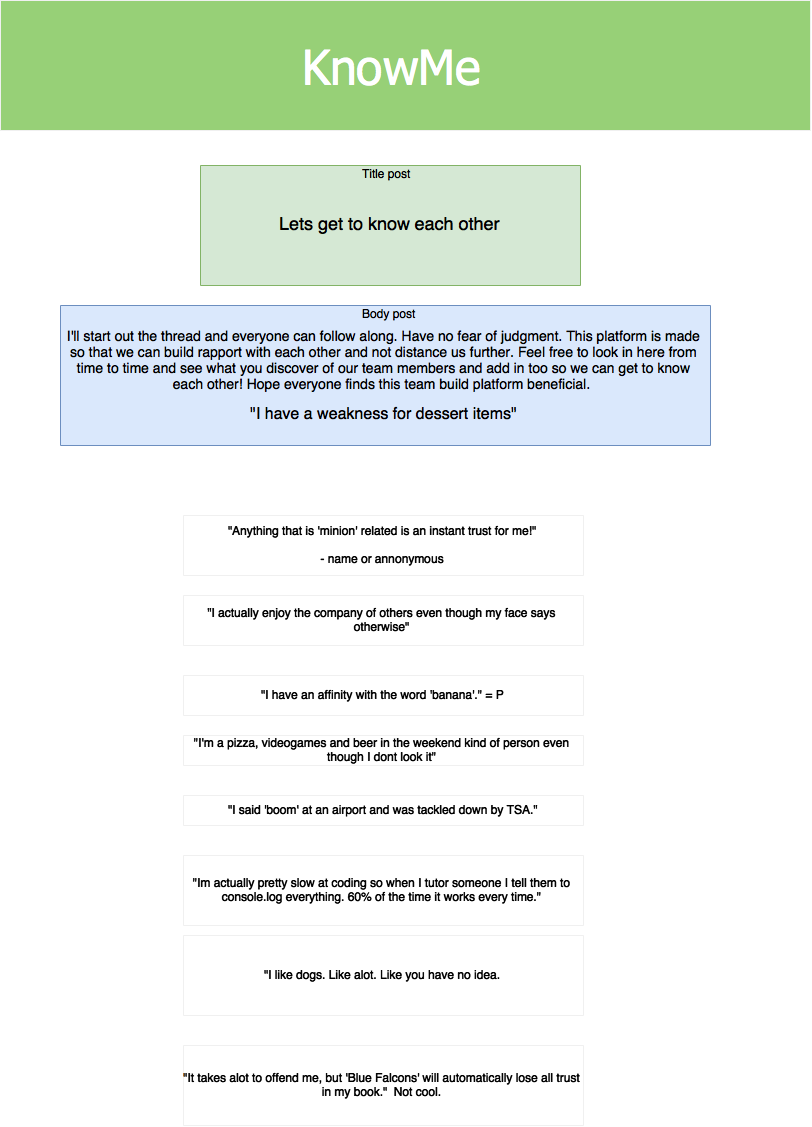 KnowMe
Title post
Lets get to know each other
Body post
I'll start out the thread and everyone can follow along. Have no fear of judgment. This platform is made
so that we can build rapport with each other and not distance us further. Feel free to look in here from
time to time and see what you discover of our team members and add in too so we can get to know
each other! Hope everyone finds this team build platform beneficial.
"I have a weakness for dessert items"
"Anything that is 'minion' related is an instant trust for me!"
- name or annonymous
"I actually enjoy the company of others even though my face says
otherwise"
"I have an affinity with the word 'banana'." = P
"I'm a pizza, videogames and beer in the weekend kind of person even
though I dont look it"
"I said 'boom' at an airport and was tackled down by TSA."
"Im actually pretty slow at coding so when I tutor someone I tell them to
console.log everything. 60% of the time it works every time."
"I like dogs. Like alot. Like you have no idea.
"It takes alot to offend me, but 'Blue Falcons' will automatically lose all trust
in my book."  Not cool.